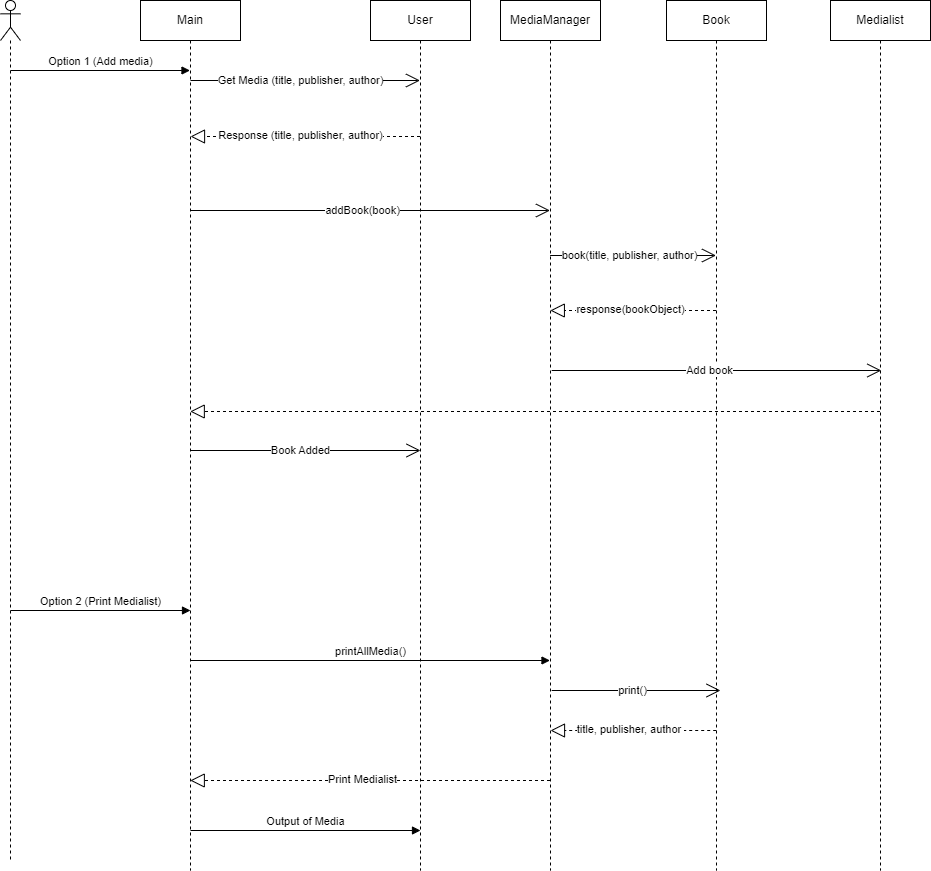 Main
User
MediaManager
Book
Medialist
Option 1 (Add media)
Get Media (title, publisher, author)
Response (title, publisher, author)
addBook(book)
book(title, publisher, author)
response(bookObject)
Add book
Book Added
Option 2 (Print Medialist)
printAllMedia()
print()
title, publisher, author
Print Medialist
Output of Media